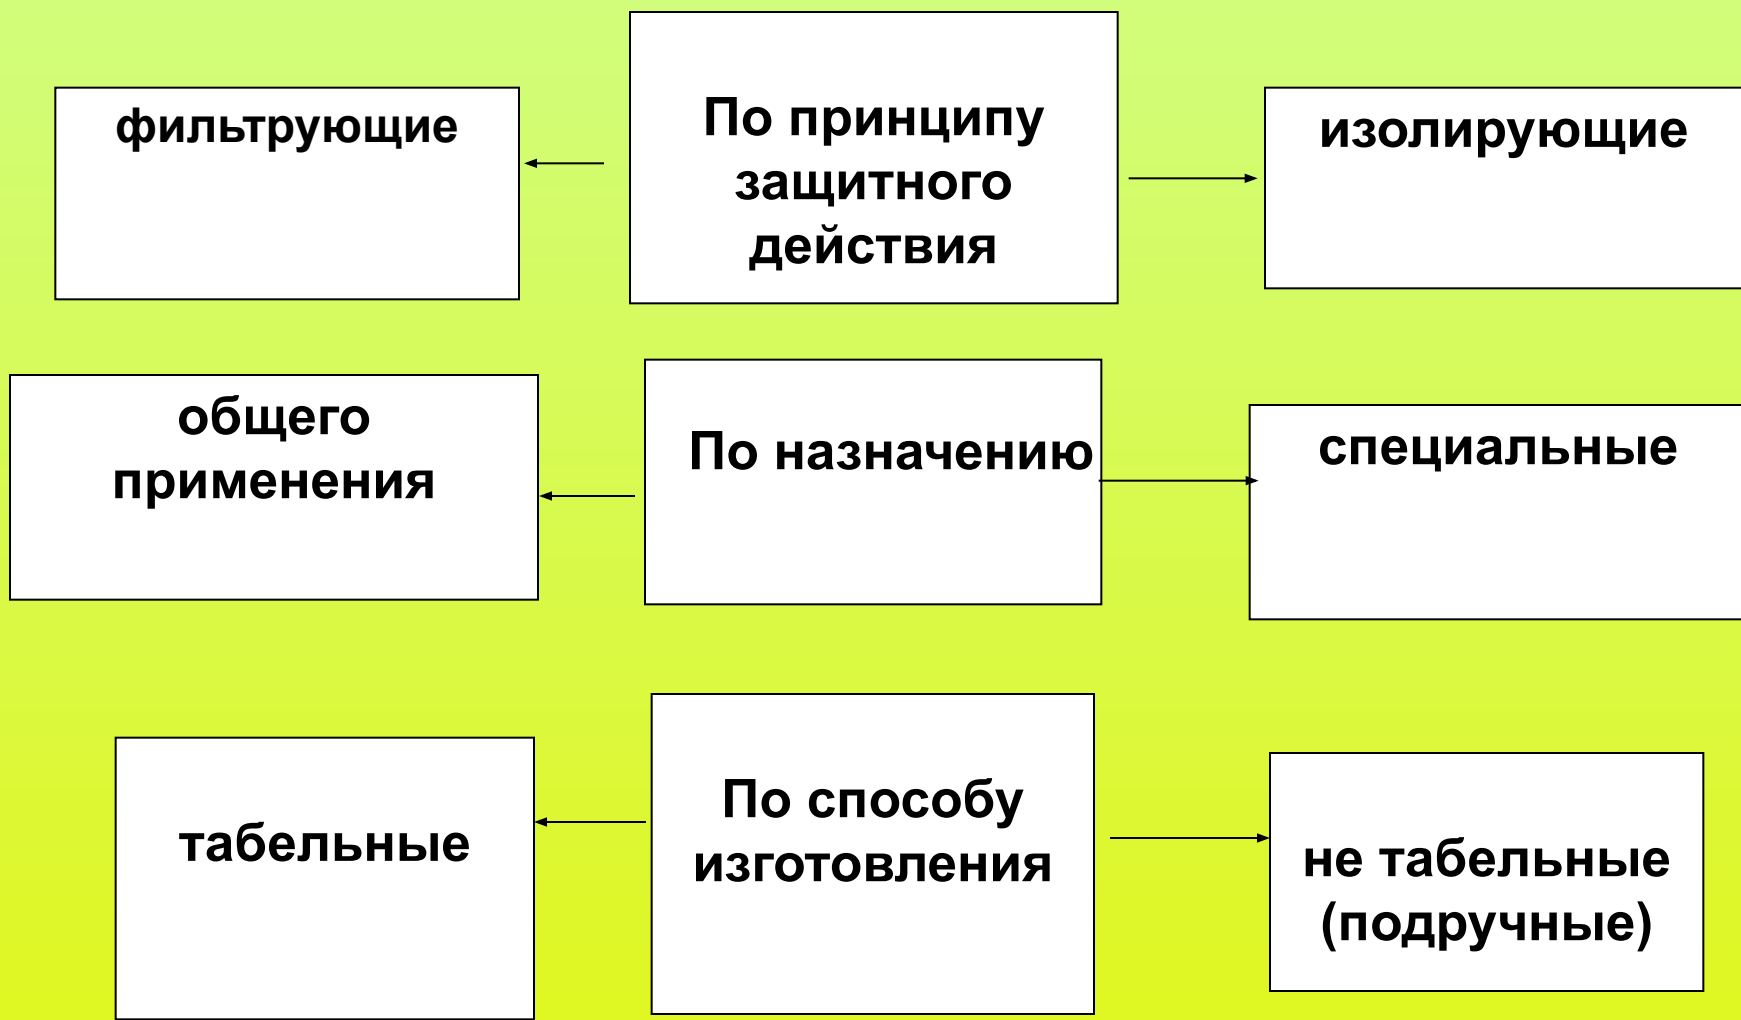 фильтрующие
По принципу
защитного
действия
изолирующие
общего
применения
По назначению
специальные
табельные
По способу
изготовления
не табельные
(подручные)